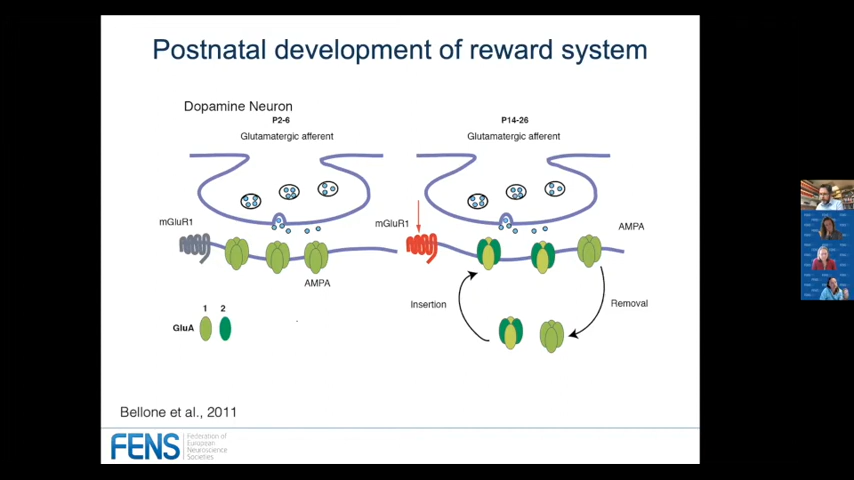 Postnatal development of reward system
Dopamine Neuron
P2-6
Glutamatergic afferent
mGluR1
AMPA
1 2
GluA
P14-26
Glutamatergic afferent
mGluR1
AMPA
Insertion
Removal
Bellone et al., 2011
FENS
Federation of
European
Neuroscience
Societies